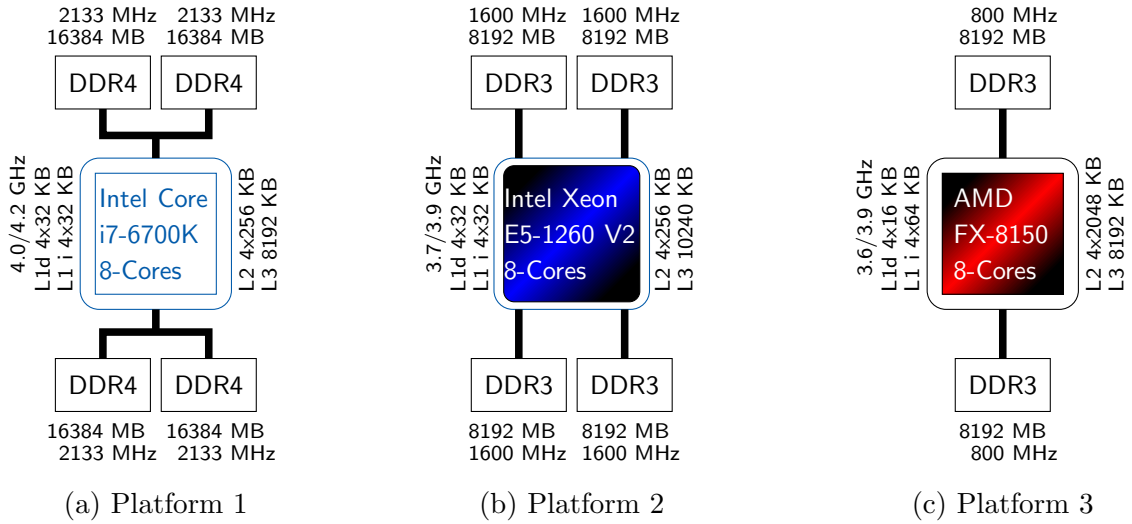 2133 MHz 2133 MHz
16384 MB 16384 MB
DDR4 DDR4
4.0/4.2 GHz
L1d 4x32 KB
L1 i 4x32 KB
Intel Core
i7-6700K
8-Cores
L2 4x256 KB
L3 8192 KB
DDR4 DDR4
16384 MB 16384 MB
2133 MHz 2133 MHz
(a) Platform 1
1600 MHz 1600 MHz
8192 MB 8192 MB
DDR3 DDR3
3.7/3.9 GHz
L1d 4x32 KB
L1 i 4x32 KB
Intel Xeon
E5-1260 V2
8-Cores
L2 4x256 KB
L3 10240 KB
DDR3 DDR3
8192 MB 8192 MB
1600 MHz 1600 MHz
(b) Platform 2
800 MHz
8192 MB
DDR3
3.6/3.9 GHz
L1d 4x16 KB
L1 i 4x64 KB
AMD
FX-8150
8-Cores
L2 4x2048 KB
L3 8192 KB
DDR3
8192 MB
800 MHz
(c) Platform 3